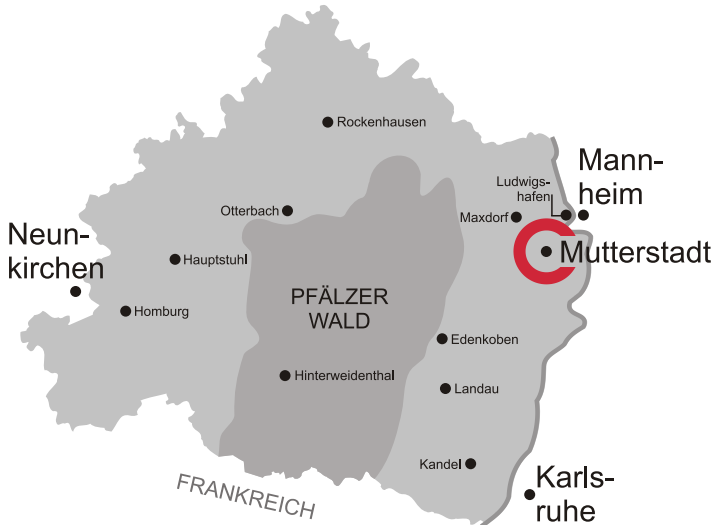 Rockenhausen
Mann-
heim
Ludwigs-
hafen
Otterbach
Maxdorf
Neun-
kirchen
Mutterstadt
Hauptstuhl
PFÄLZER
WALD
Homburg
Edenkoben
Hinterweidenthal
Landau
Kandel
Karls-
ruhe
FRANKREICH